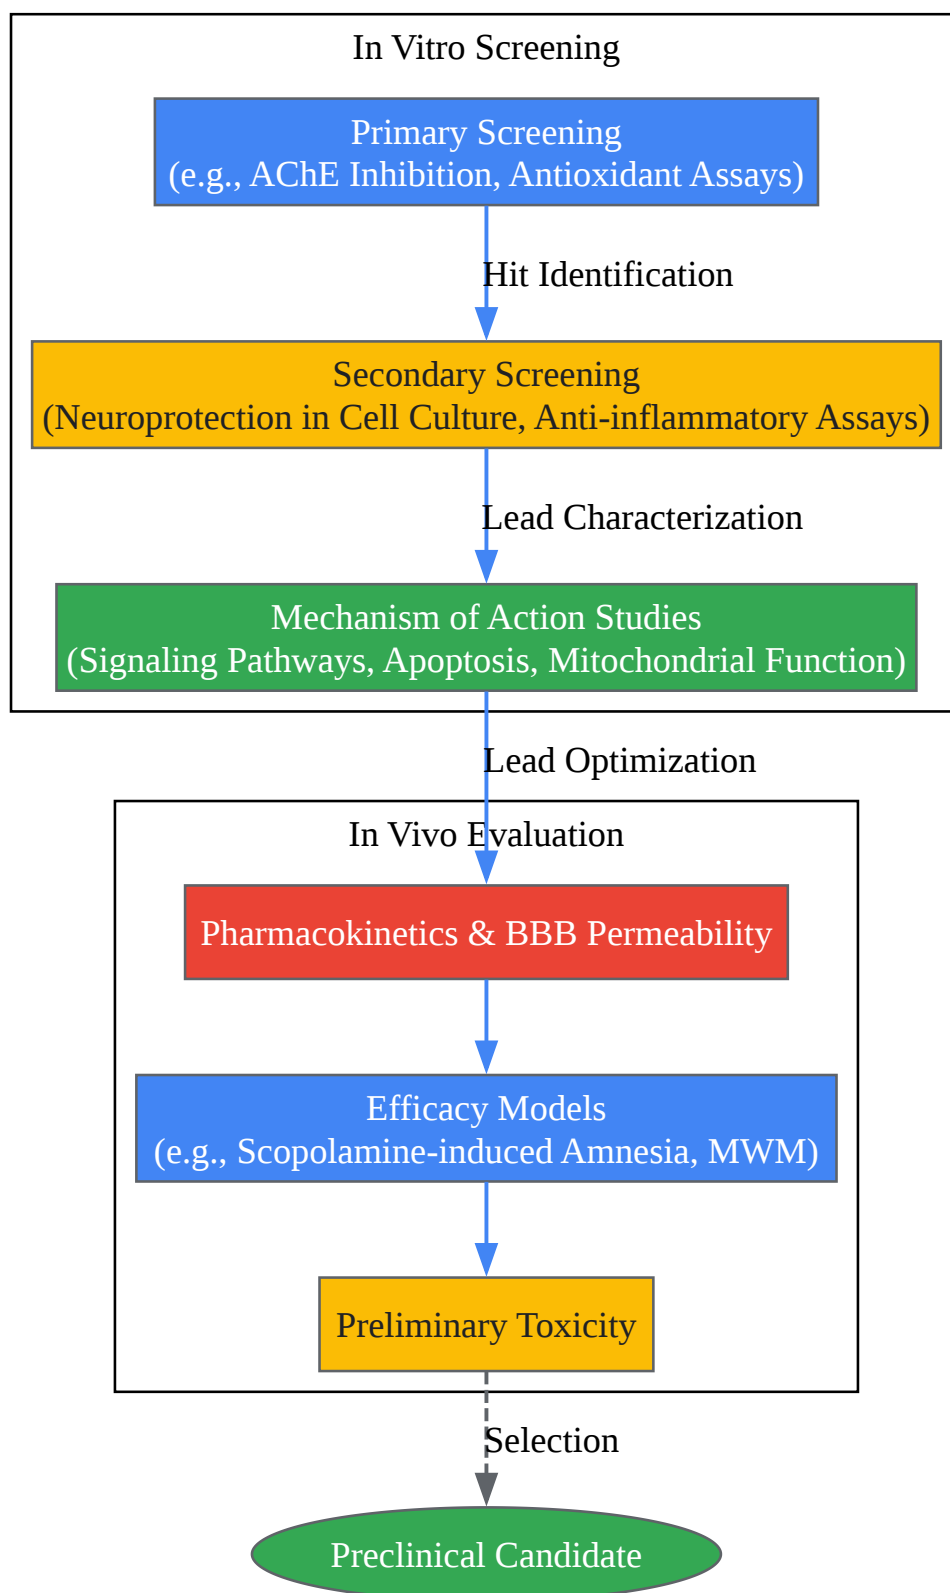 In Vitro Screening
Primary Screening
(e.g., AChE Inhibition, Antioxidant Assays)
Hit Identification
Secondary Screening
(Neuroprotection in Cell Culture, Anti-inflammatory Assays)
Lead Characterization
Mechanism of Action Studies
(Signaling Pathways, Apoptosis, Mitochondrial Function)
Lead Optimization
In Vivo Evaluation
Pharmacokinetics & BBB Permeability
Efficacy Models
(e.g., Scopolamine-induced Amnesia, MWM)
Preliminary Toxicity
Selection
Preclinical Candidate